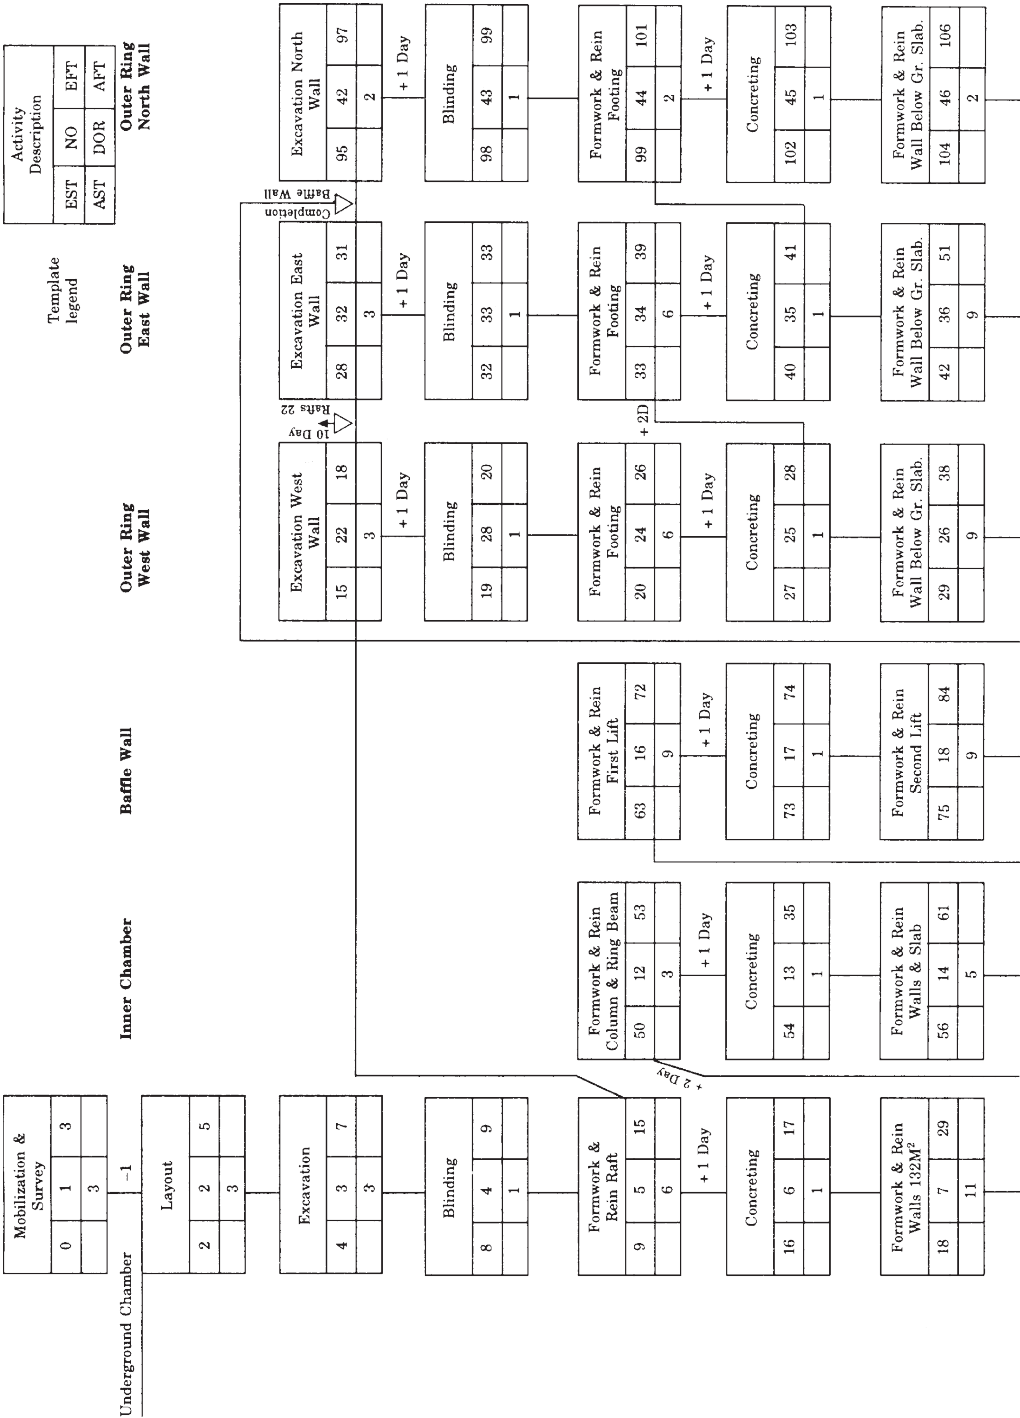 Activity
Description
EST NO EFT
AST DOR AFT
Template
legend
Outer Ring
North Wall
Excavation North
Wall
95 42 97
2
+ 1 Day
Blinding
98 43 99
1
Formwork & Rein
Footing
99 44 101
2
+ 1 Day
Concreting
102 45 103
1
Formwork & Rein
Wall Below Gr. Slab.
104 46 106
2
Completion
Baffle Wall
Outer Ring
East Wall
Excavation East
Wall
28 32 31
3
+ 1 Day
Blinding
32 33 33
1
Formwork & Rein
Footing
33 34 39
6
+ 1 Day
Concreting
40 35 41
1
Formwork & Rein
Wall Below Gr. Slab.
42 36 51
9
10 Day
Rafts 22
+ 2D
Outer Ring
West Wall
Excavation West
Wall
15 22 18
3
+ 1 Day
Blinding
19 28 20
1
Formwork & Rein
Footing
20 24 26
6
+ 1 Day
Concreting
27 25 28
1
Formwork & Rein
Wall Below Gr. Slab.
29 26 38
9
Baffle Wall
Formwork & Rein
First Lift
63 16 72
9
+ 1 Day
Concreting
73 17 74
1
Formwork & Rein
Second Lift
75 18 84
9
Inner Chamber
Formwork & Rein
Column & Ring Beam
50 12 53
3
+ 1 Day
Concreting
54 13 35
1
Formwork & Rein
Walls & Slab
56 14 61
5
+ 2 Day
Underground Chamber
Mobilization &
Survey
0 1 3
3
−1
Layout
2 2 5
3
Excavation
4 3 7
3
Blinding
8 4 9
1
Formwork &
Rein Raft
9 5 15
6
+ 1 Day
Concreting
16 6 17
1
Formwork & Rein
Walls 132M²
18 7 29
11